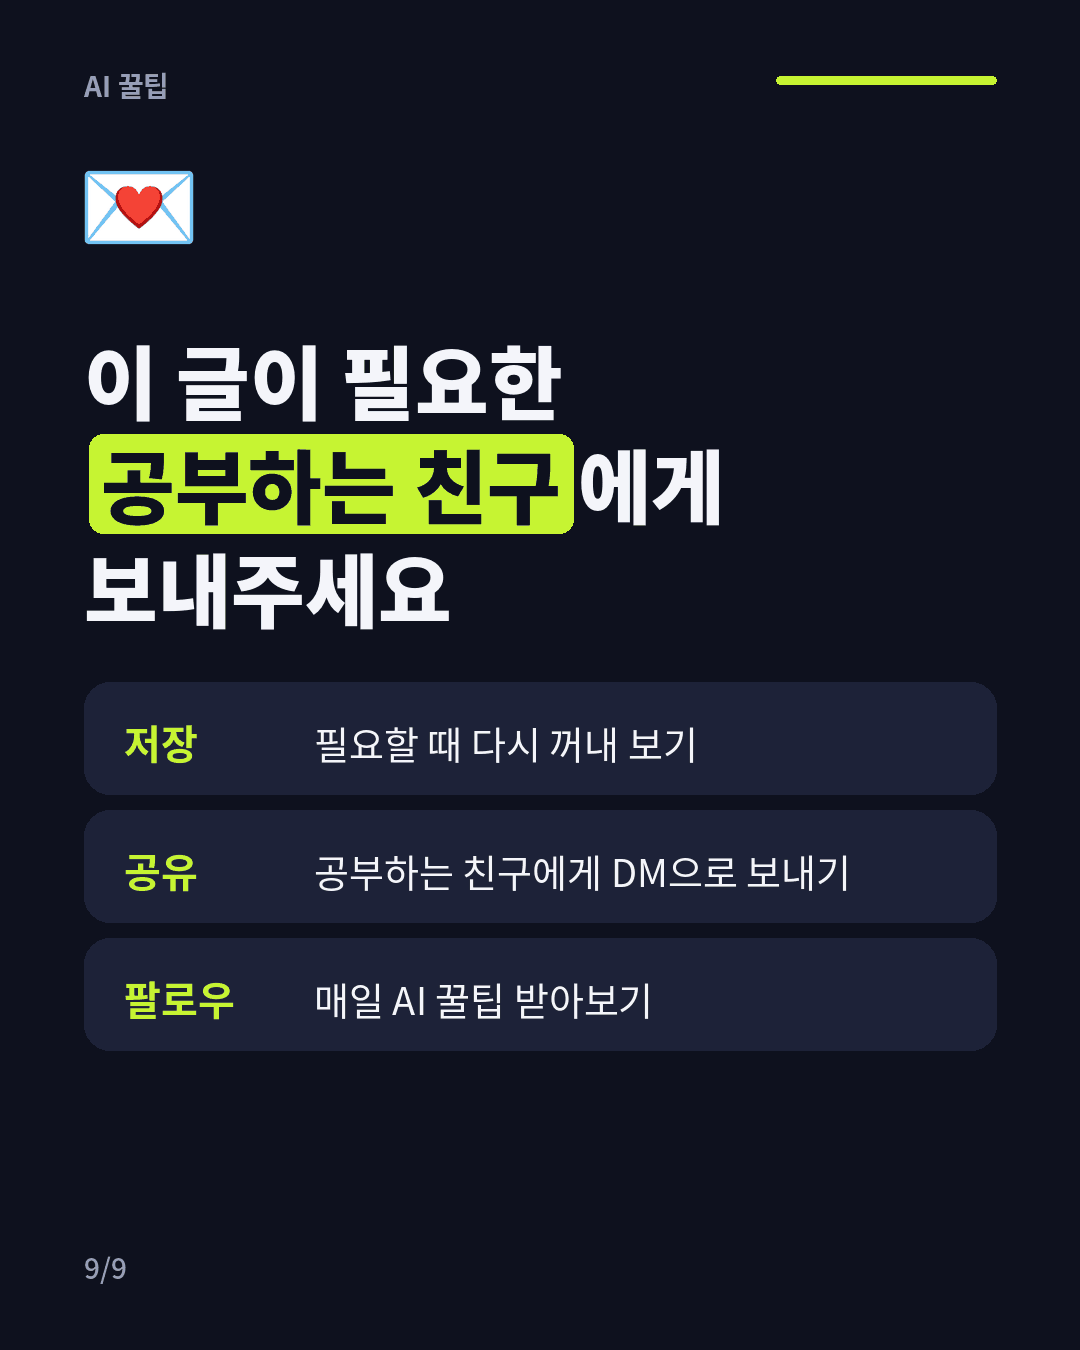 AI 꿀팁
이 글이 필요한
공부하는 친구에게
보내주세요
저장 필요할 때 다시 꺼내 보기
공유 공부하는 친구에게 DM으로 보내기
팔로우 매일 AI 꿀팁 받아보기
9/9